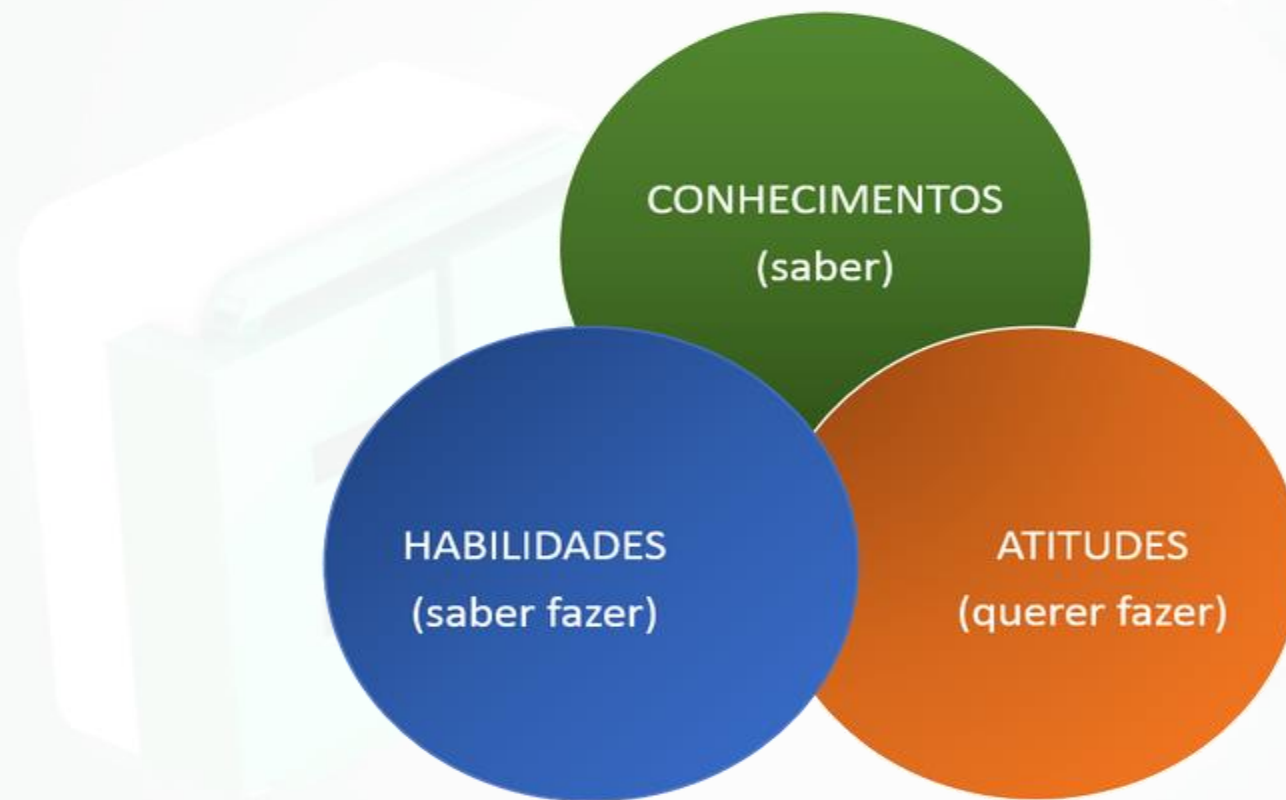 CONHECIMENTOS
(saber)
HABILIDADES
(saber fazer)
ATITUDES
(querer fazer)